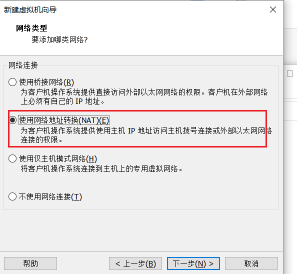 新建虚拟机向导
网络类型
要添加哪类网络?
网络连接
使用桥接网络(R)
为客户机操作系统提供直接访问外部以太网网络的权限。客户机在外部网络
上必须有自己的 IP 地址。
使用网络地址转换(NAT)(E)
为客户机操作系统提供使用主机 IP 地址访问主机拨号连接或外部以太网网络
连接的权限。
使用仅主机模式网络(H)
将客户机操作系统连接到主机上的专用虚拟网络。
不使用网络连接(T)
帮助 < 上一步(B) 下一步(N) > 取消